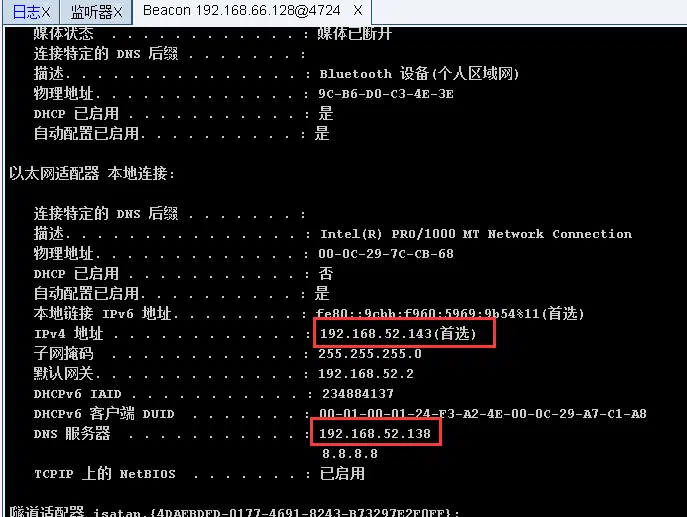 日志X 监听器X Beacon 192.168.66.128@4724 X
媒体状态 . . . . . . . . . . . . : 媒体已断开
连接特定的 DNS 后缀 . . . . . . . :
描述. . . . . . . . . . . . . . . : Bluetooth 设备(个人区域网)
物理地址. . . . . . . . . . . . . : 9C-B6-D0-C3-4E-3E
DHCP 已启用 . . . . . . . . . . . : 是
自动配置已启用. . . . . . . . . . : 是
以太网适配器 本地连接:
连接特定的 DNS 后缀 . . . . . . . :
描述. . . . . . . . . . . . . . . : Intel(R) PRO/1000 MT Network Connection
物理地址. . . . . . . . . . . . . : 00-0C-29-7C-CB-68
DHCP 已启用 . . . . . . . . . . . : 否
自动配置已启用. . . . . . . . . . : 是
本地链接 IPv6 地址. . . . . . . . : fe80::9cbb:f960:5969:9b54%11(首选)
IPv4 地址 . . . . . . . . . . . . : 192.168.52.143(首选)
子网掩码 . . . . . . . . . . . . : 255.255.255.0
默认网关. . . . . . . . . . . . . : 192.168.52.2
DHCPv6 IAID . . . . . . . . . . . : 234884137
DHCPv6 客户端 DUID . . . . . . . : 00-01-00-01-24-F3-A2-4E-00-0C-29-A7-C1-A8
DNS 服务器 . . . . . . . . . . . : 192.168.52.138
8.8.8.8
TCPIP 上的 NetBIOS . . . . . . . : 已启用
隧道适配器 isatap.{4DAEBDFD-0177-4691-8243-B73297E2F0FF}: